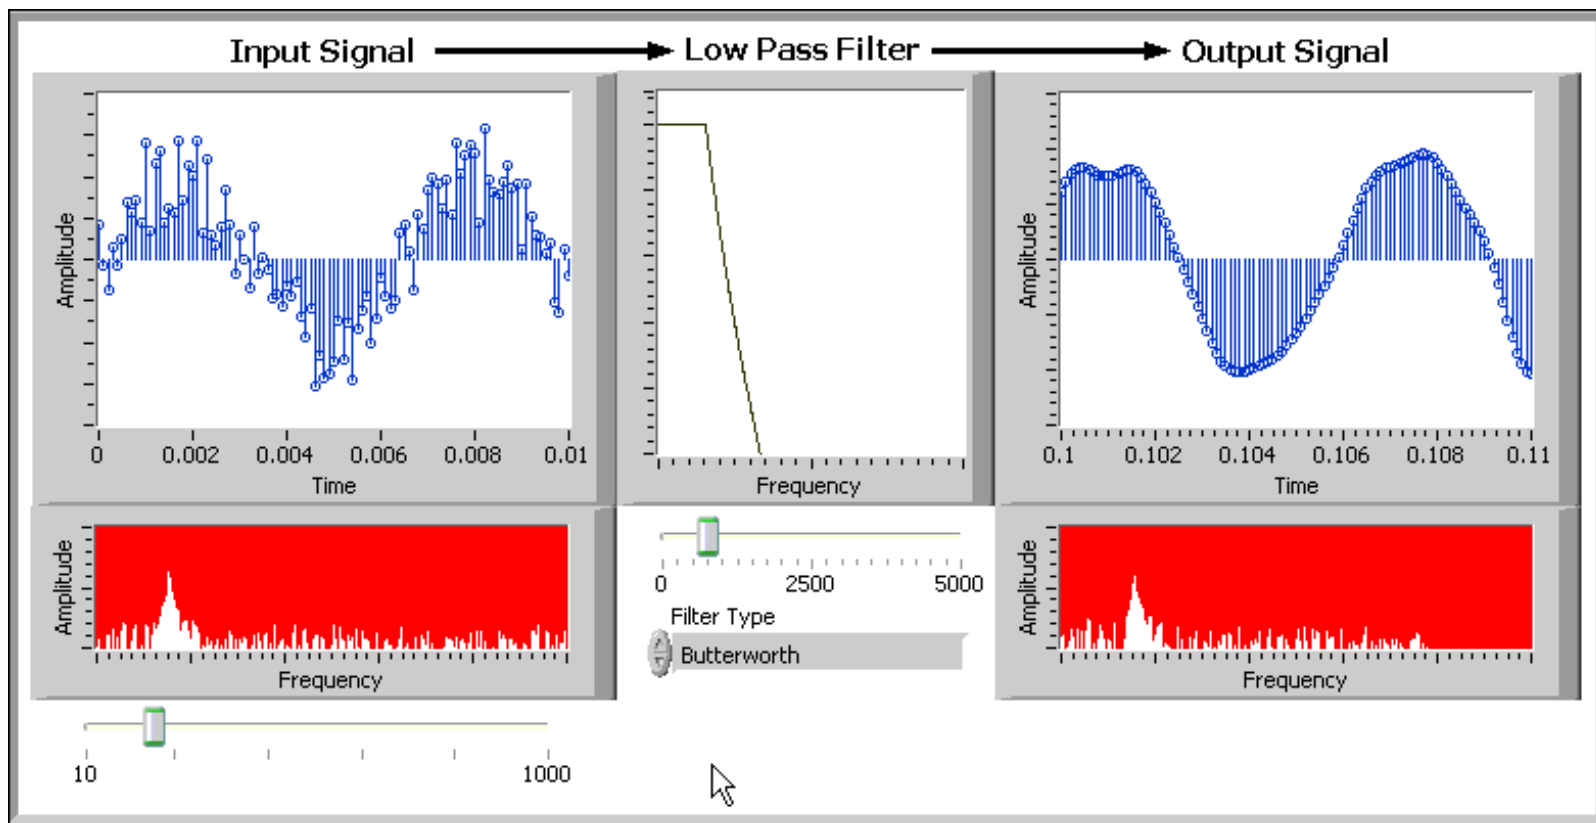 Input Signal
Low Pass Filter
Output Signal
Amplitude
0 0.002 0.004 0.006 0.008 0.01
Time
Frequency
Amplitude
0.1 0.102 0.104 0.106 0.108 0.11
Time
Amplitude
Frequency
10 1000
0 2500 5000
Filter Type
Butterworth
Amplitude
Frequency